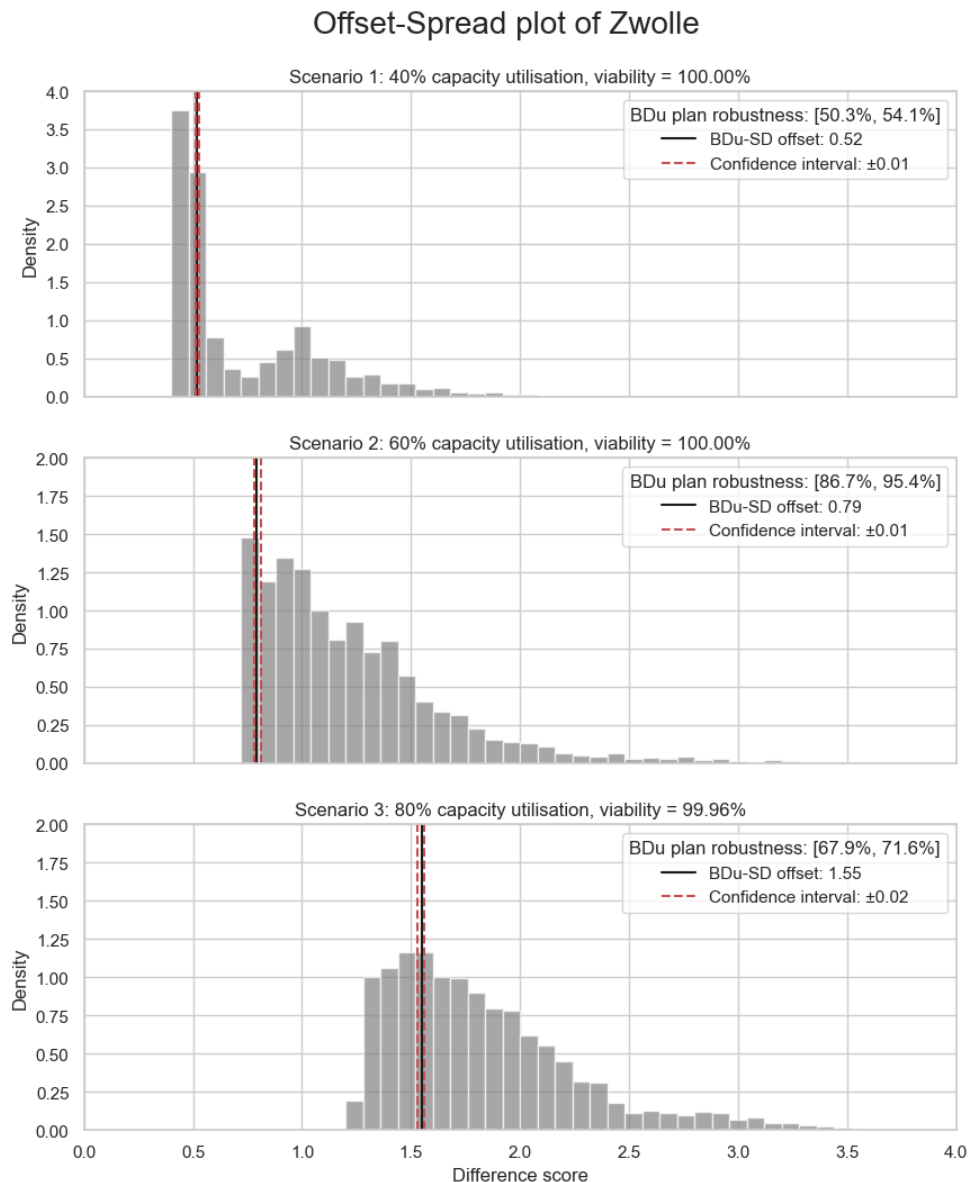 Offset-Spread plot of Zwolle
Scenario 1: 40% capacity utilisation, viability = 100.00%
4.0
3.5
3.0
2.5
2.0
1.5
1.0
0.5
0.0
Density
BDu plan robustness: [50.3%, 54.1%]
BDu-SD offset: 0.52
Confidence interval: ±0.01
Scenario 2: 60% capacity utilisation, viability = 100.00%
2.00
1.75
1.50
1.25
1.00
0.75
0.50
0.25
0.00
Density
BDu plan robustness: [86.7%, 95.4%]
BDu-SD offset: 0.79
Confidence interval: ±0.01
Scenario 3: 80% capacity utilisation, viability = 99.96%
2.00
1.75
1.50
1.25
1.00
0.75
0.50
0.25
0.00
Density
BDu plan robustness: [67.9%, 71.6%]
BDu-SD offset: 1.55
Confidence interval: ±0.02
0.0 0.5 1.0 1.5 2.0 2.5 3.0 3.5 4.0
Difference score